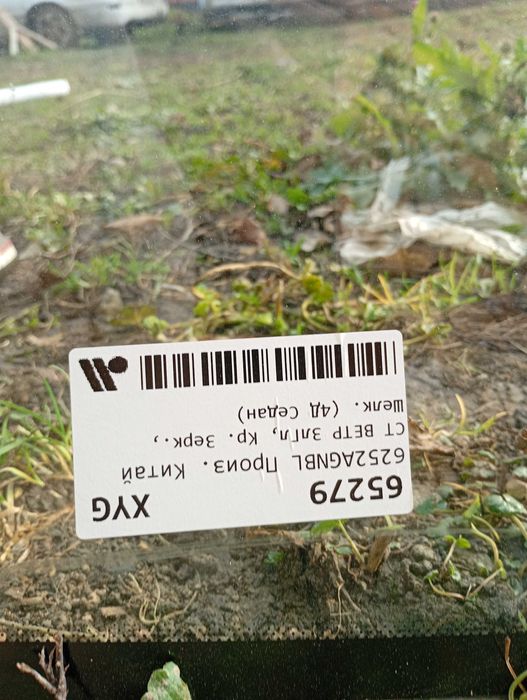 65279 XYG
6252AGNBL Произ. Китай
СТ ВЕТР ЗлГл, Кр. Зерк.,
Шелк. (4Д Седан)